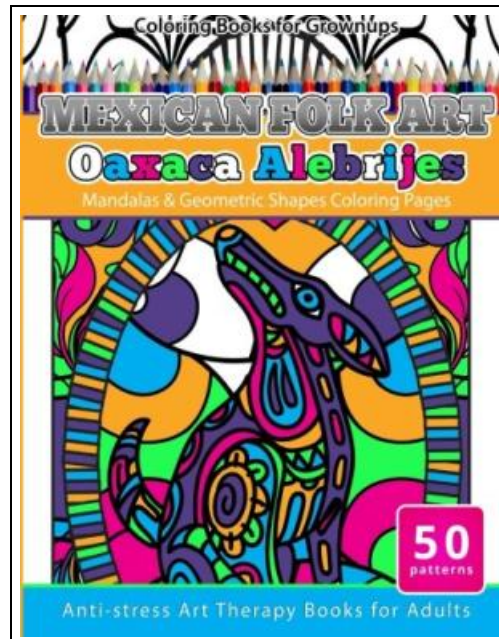 Coloring Books for Grownups
MEXICAN FOLK ART
Oaxaca Alebrijes
Mandalas & Geometric Shapes Coloring Pages
50
patterns
Anti-stress Art Therapy Books for Adults